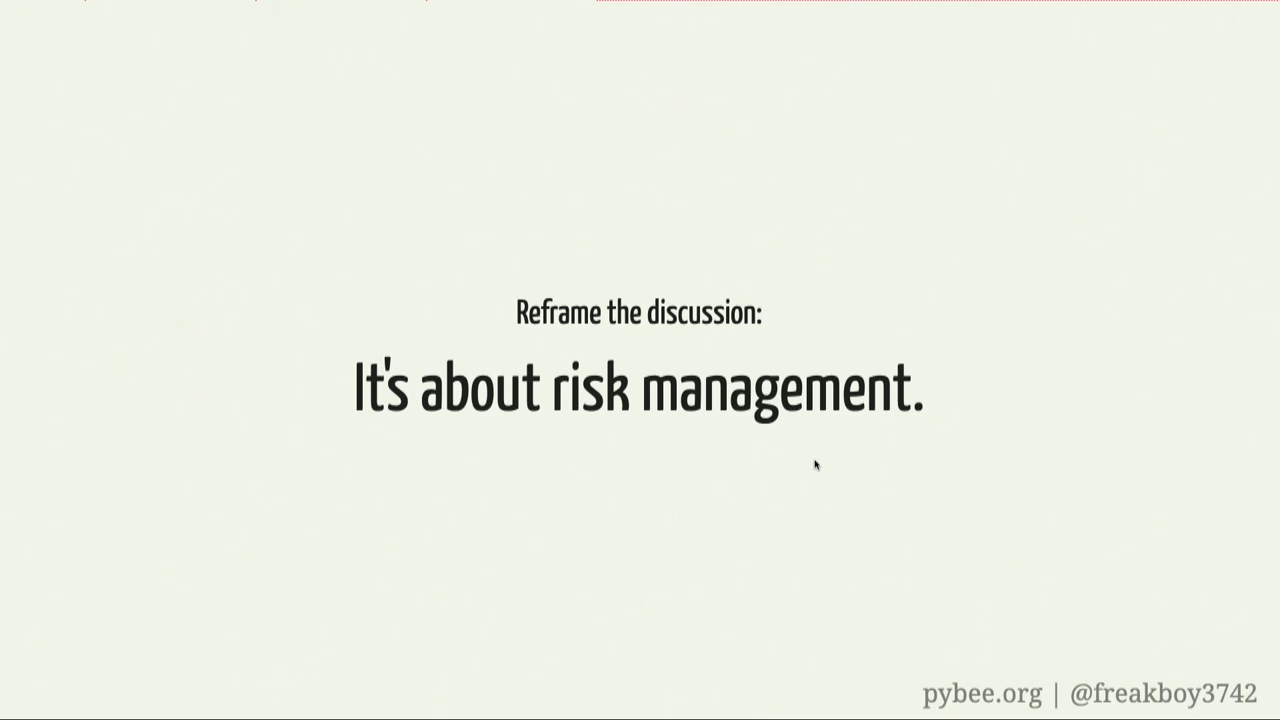 Reframe the discussion:
It's about risk management.
pybee.org | @freakboy3742